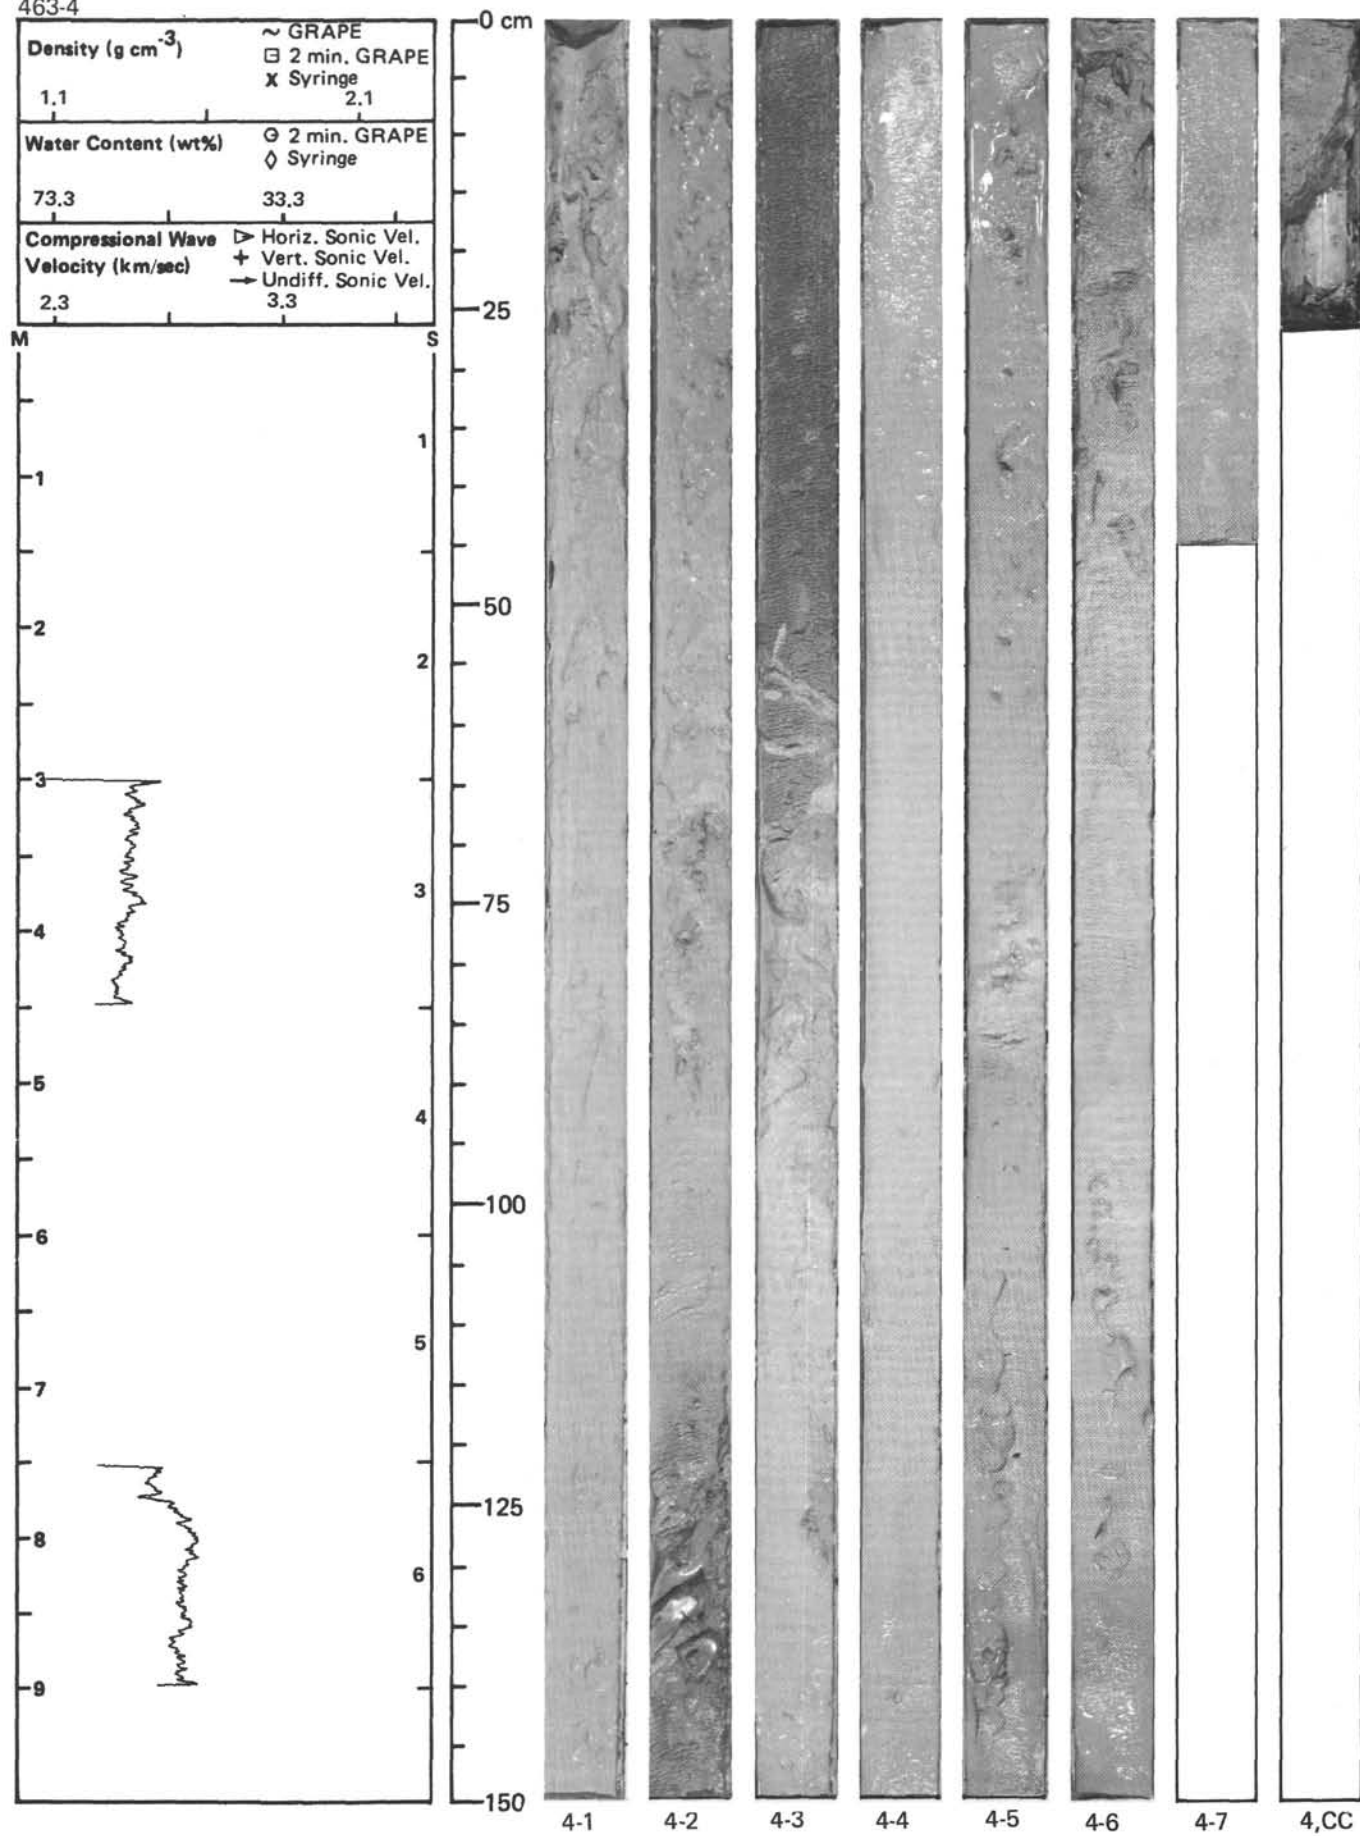 463-4
Density (g cm-3)
~ GRAPE
⊡ 2 min. GRAPE
x Syringe
1.1 2.1
Water Content (wt%)
⊙ 2 min. GRAPE
◊ Syringe
73.3 33.3
Compressional Wave
Velocity (km/sec)
▷ Horiz. Sonic Vel.
+ Vert. Sonic Vel.
→ Undiff. Sonic Vel.
2.3 3.3
M S
1
2
3
4
5
6
7
8
9
1
2
3
4
5
6
0 cm
25
50
75
100
125
150
4-1 4-2 4-3 4-4 4-5 4-6 4-7 4,CC